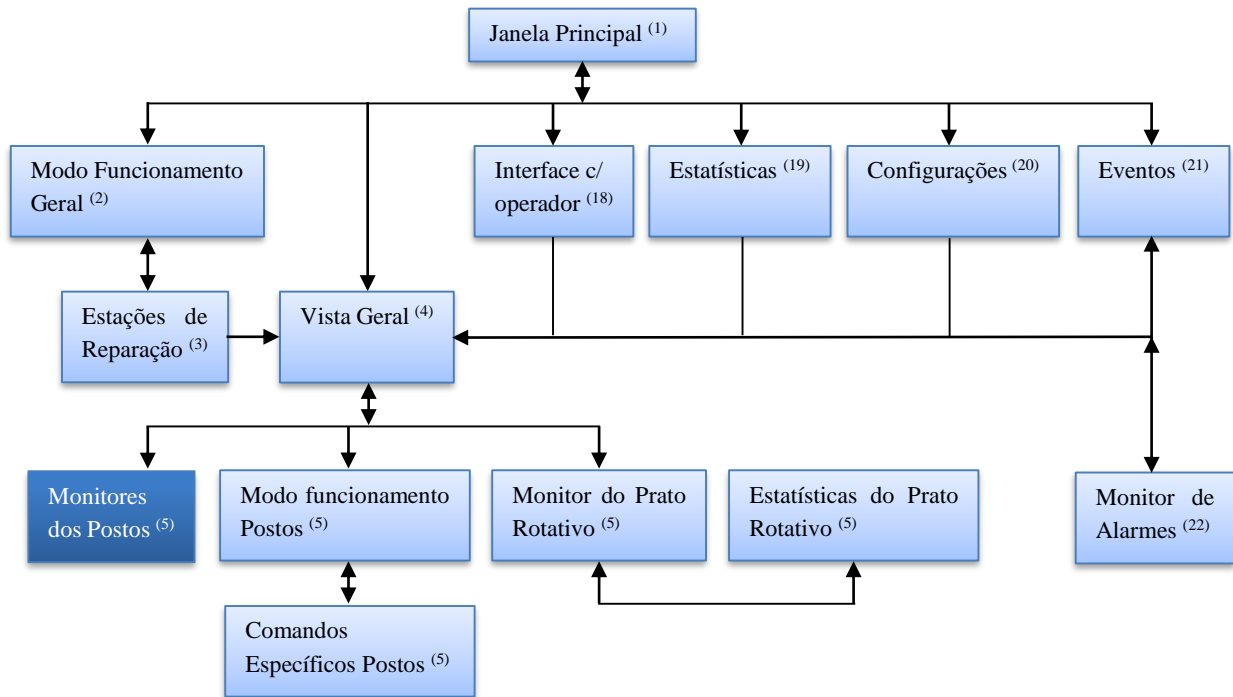 Janela Principal (1)
Modo Funcionamento
Geral (2)
Interface c/
operador (18)
Estatísticas (19)
Configurações (20)
Eventos (21)
Estações de
Reparação (3)
Vista Geral (4)
Monitores
dos Postos (5)
Modo funcionamento
Postos (5)
Monitor do Prato
Rotativo (5)
Estatísticas do Prato
Rotativo (5)
Monitor de
Alarmes (22)
Comandos
Específicos Postos (5)